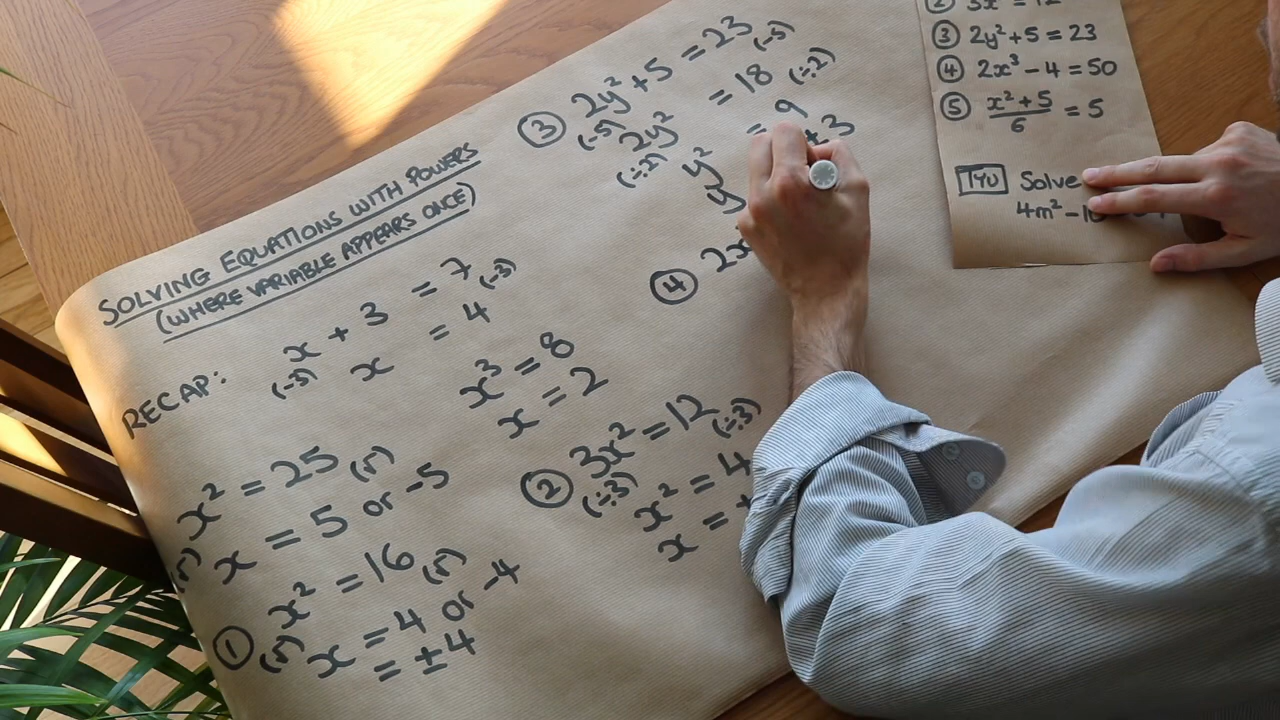 SOLVING EQUATIONS WITH POWERS
(WHERE VARIABLE APPEARS ONCE)
RECAP:
x + 3 = 7
(-3) x = 4 (-3)
x³ = 8
x = 2
x² = 25
(√) x = 5 or -5 (√)
① x² = 16
(√) x = 4 or -4 (√)
= ±4
② 3x² = 12
(÷3) x² = 4 (÷3)
x =
③ 2y² + 5 = 23
(-5) 2y² = 18 (-5)
(÷2) y² = 9 (÷2)
y ±3
④ 2x
② 3x² = 12
③ 2y² + 5 = 23
④ 2x³ - 4 = 50
⑤ x² + 5 / 6 = 5
TYU Solve
4m² - 1